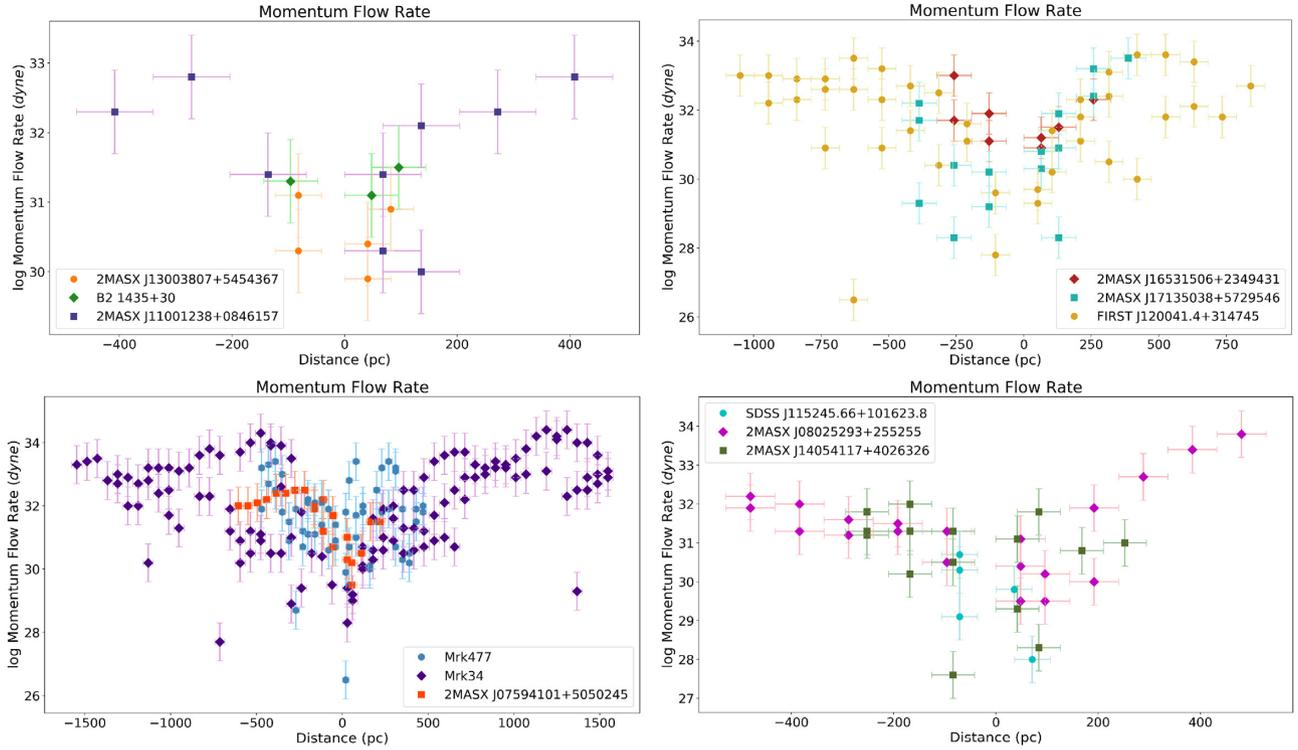 Momentum Flow Rate
log Momentum Flow Rate (dyne)
33
32
31
30
2MASX J13003807+5454367
B2 1435+30
2MASX J11001238+0846157
−400 −200 0 200 400
Distance (pc)
Momentum Flow Rate
log Momentum Flow Rate (dyne)
34
32
30
28
26
2MASX J16531506+2349431
2MASX J17135038+5729546
FIRST J120041.4+314745
−1000 −750 −500 −250 0 250 500 750
Distance (pc)
Momentum Flow Rate
log Momentum Flow Rate (dyne)
34
32
30
28
26
Mrk477
Mrk34
2MASX J07594101+5050245
−1500 −1000 −500 0 500 1000 1500
Distance (pc)
Momentum Flow Rate
log Momentum Flow Rate (dyne)
SDSS J115245.66+101623.8
2MASX J08025293+255255
2MASX J14054117+4026326
34
33
32
31
30
29
28
27
−400 −200 0 200 400
Distance (pc)